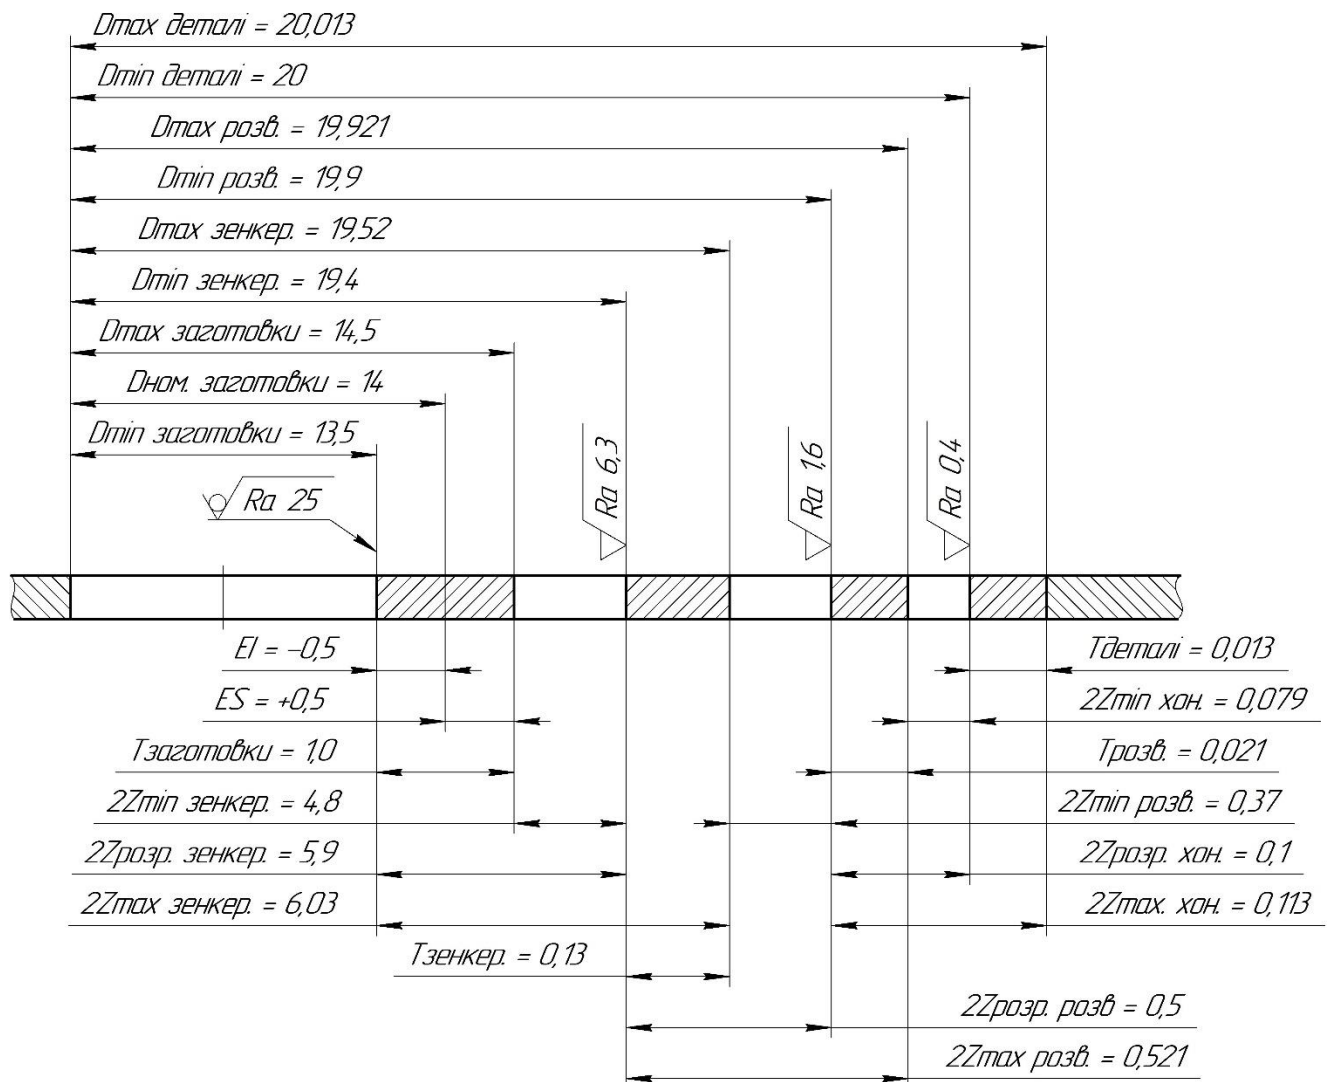 Dmax деталі = 20,013
Dmin деталі = 20
Dmax розв. = 19,921
Dmin розв. = 19,9
Dmax зенкер. = 19,52
Dmin зенкер. = 19,4
Dmax заготовки = 14,5
Dном. заготовки = 14
Dmin заготовки = 13,5
Ra 25
Ra 6,3
Ra 1,6
Ra 0,4
EI = –0,5
Tдеталі = 0,013
ES = +0,5
2Zmin хон. = 0,079
Tзаготовки = 1,0
Tрозв. = 0,021
2Zmin зенкер. = 4,8
2Zmin розв. = 0,37
2Zрозр. зенкер. = 5,9
2Zрозр. хон. = 0,1
2Zmax зенкер. = 6,03
2Zmax. хон. = 0,113
Tзенкер. = 0,13
2Zрозр. розв = 0,5
2Zmax розв. = 0,521